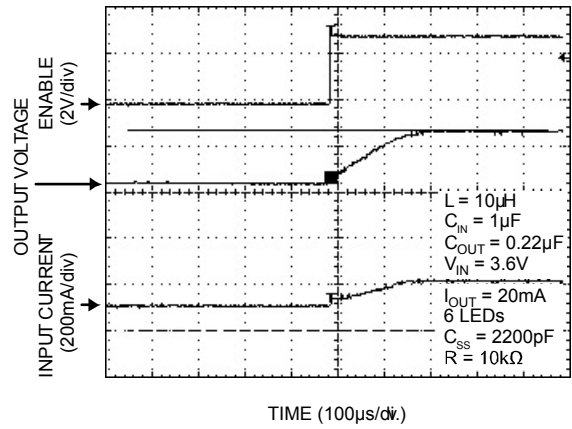 ENABLE
(2V/div)
OUTPUT VOLTAGE
INPUT CURRENT
(200mA/div)
L = 10µH
C_IN = 1µF
C_OUT = 0.22µF
V_IN = 3.6V
I_OUT = 20mA
6 LEDs
C_SS = 2200pF
R = 10kΩ
TIME (100µs/div.)